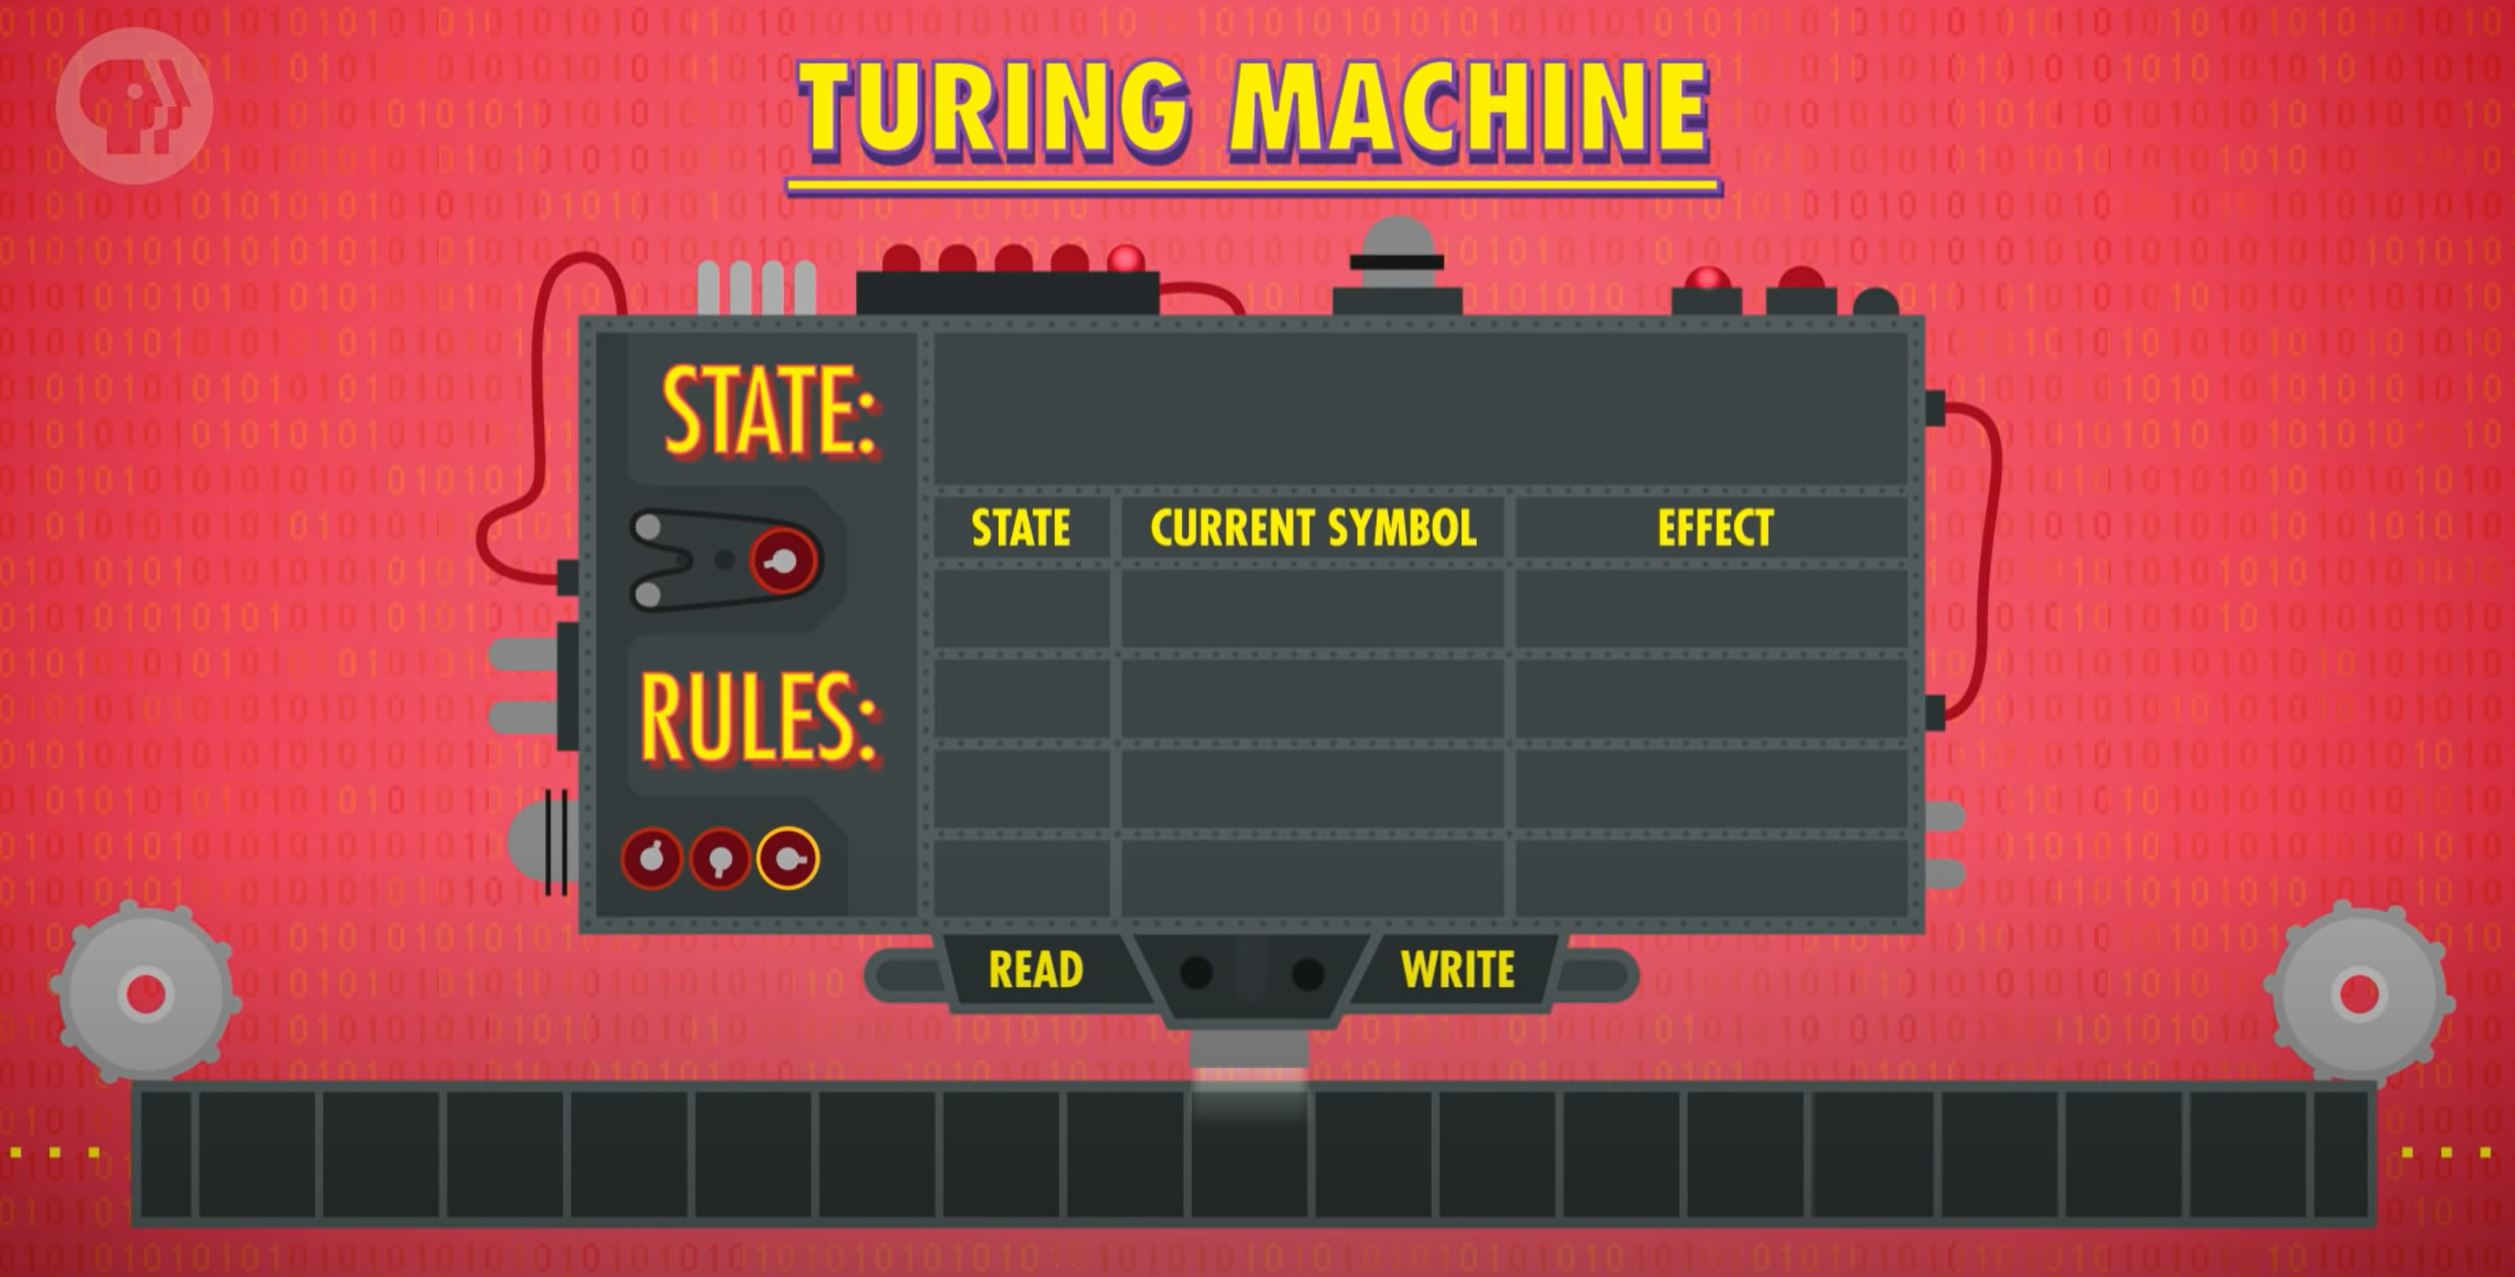 TURING MACHINE
STATE:
STATE CURRENT SYMBOL EFFECT
RULES:
READ WRITE